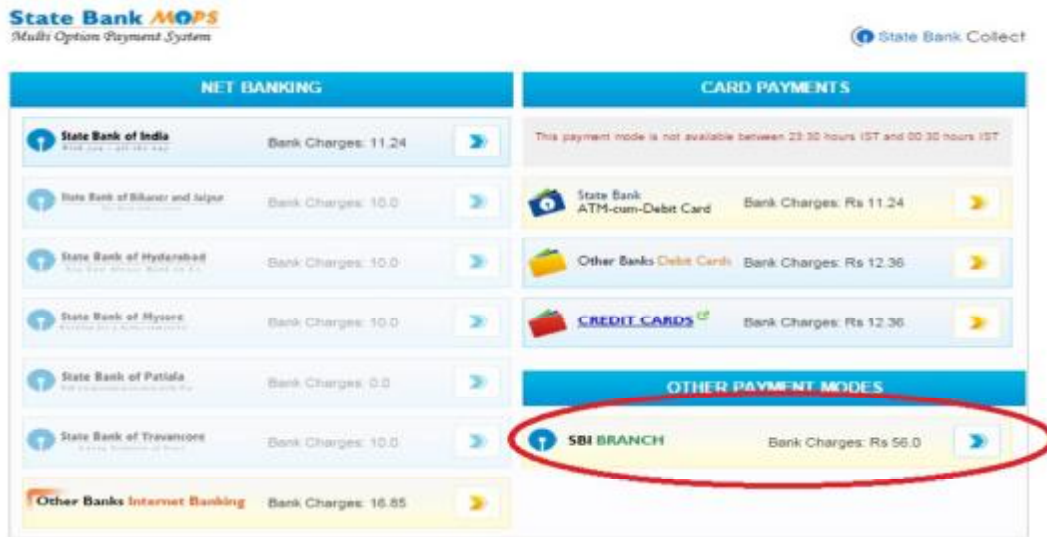 State Bank MOPS
Multi Option Payment System
State Bank Collect
NET BANKING
State Bank of India
Bank Charges: 11.24
State Bank of Bikaner and Jaipur
Bank Charges: 10.0
State Bank of Hyderabad
Bank Charges: 10.0
State Bank of Mysore
Bank Charges: 10.0
State Bank of Patiala
Bank Charges: 0.0
State Bank of Travancore
Bank Charges: 10.0
Other Banks Internet Banking
Bank Charges: 16.85
CARD PAYMENTS
This payment mode is not available between 23:30 hours IST and 00:30 hours IST
State Bank
ATM-cum-Debit Card
Bank Charges: Rs 11.24
Other Banks Debit Cards
Bank Charges: Rs 12.36
CREDIT CARDS
Bank Charges: Rs 12.36
OTHER PAYMENT MODES
SBI BRANCH
Bank Charges: Rs 56.0